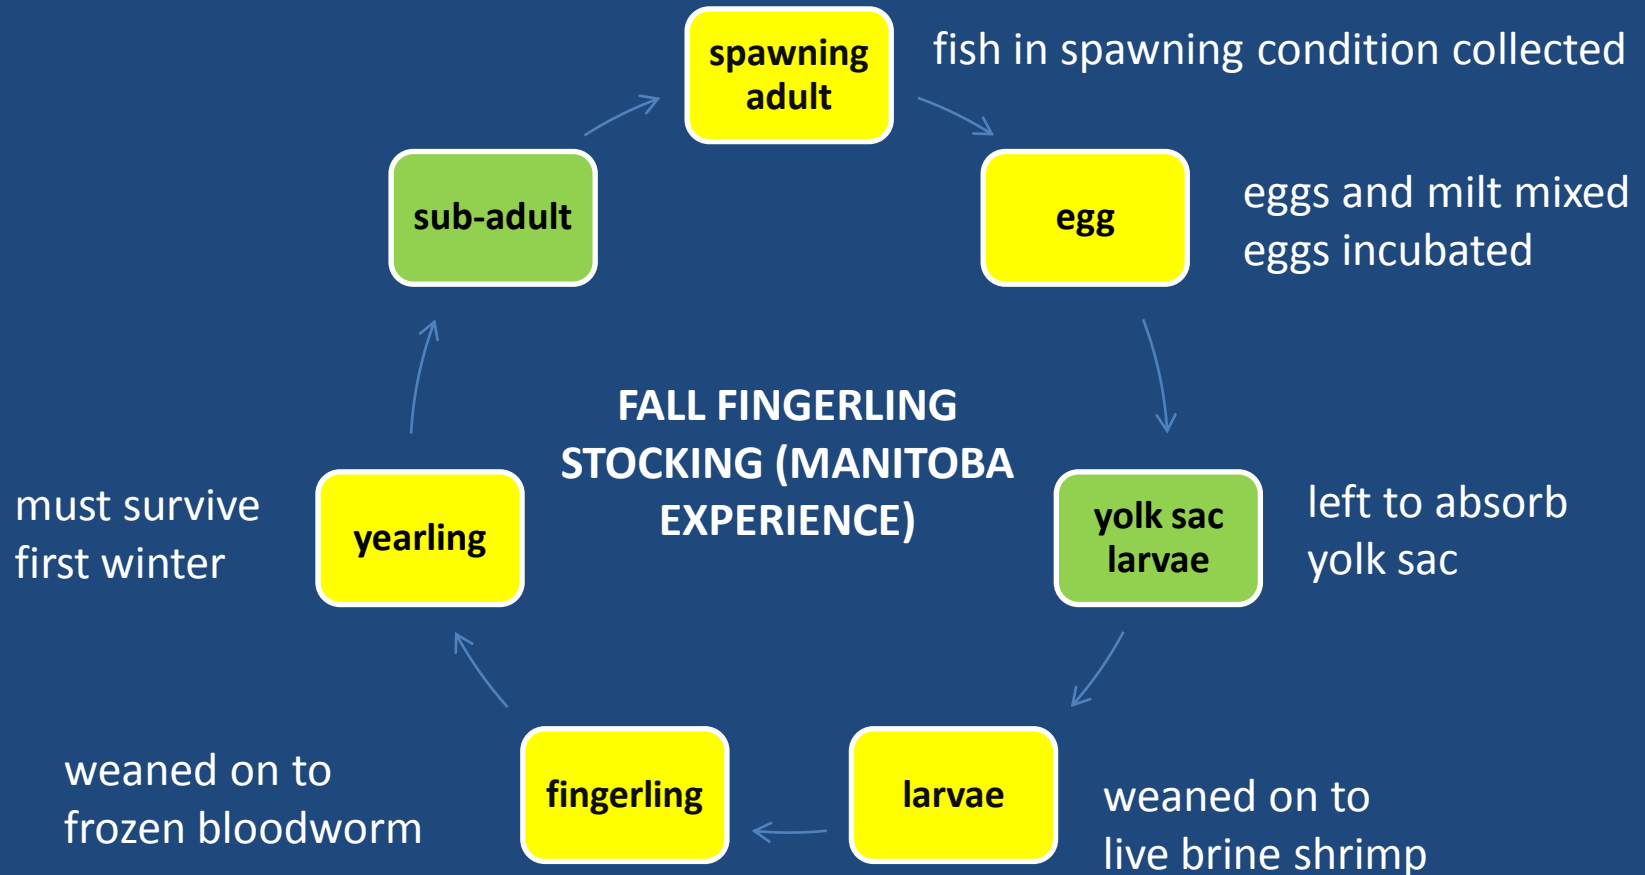 spawning
adult
fish in spawning condition collected
egg
eggs and milt mixed
eggs incubated
yolk sac
larvae
left to absorb
yolk sac
larvae
weaned on to
live brine shrimp
fingerling
weaned on to
frozen bloodworm
yearling
must survive
first winter
sub-adult
FALL FINGERLING
STOCKING (MANITOBA
EXPERIENCE)